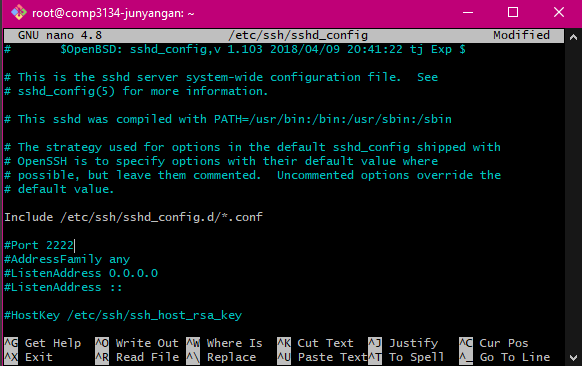 root@comp3134-junyangan: ~
GNU nano 4.8 /etc/ssh/sshd_config Modified
# $OpenBSD: sshd_config,v 1.103 2018/04/09 20:41:22 tj Exp $
# This is the sshd server system-wide configuration file. See
# sshd_config(5) for more information.
# This sshd was compiled with PATH=/usr/bin:/bin:/usr/sbin:/sbin
# The strategy used for options in the default sshd_config shipped with
# OpenSSH is to specify options with their default value where
# possible, but leave them commented. Uncommented options override the
# default value.
Include /etc/ssh/sshd_config.d/*.conf
#Port 2222
#AddressFamily any
#ListenAddress 0.0.0.0
#ListenAddress ::
#HostKey /etc/ssh/ssh_host_rsa_key
^G Get Help ^O Write Out ^W Where Is ^K Cut Text ^J Justify ^C Cur Pos
^X Exit ^R Read File ^\ Replace ^U Paste Text ^T To Spell ^_ Go To Line